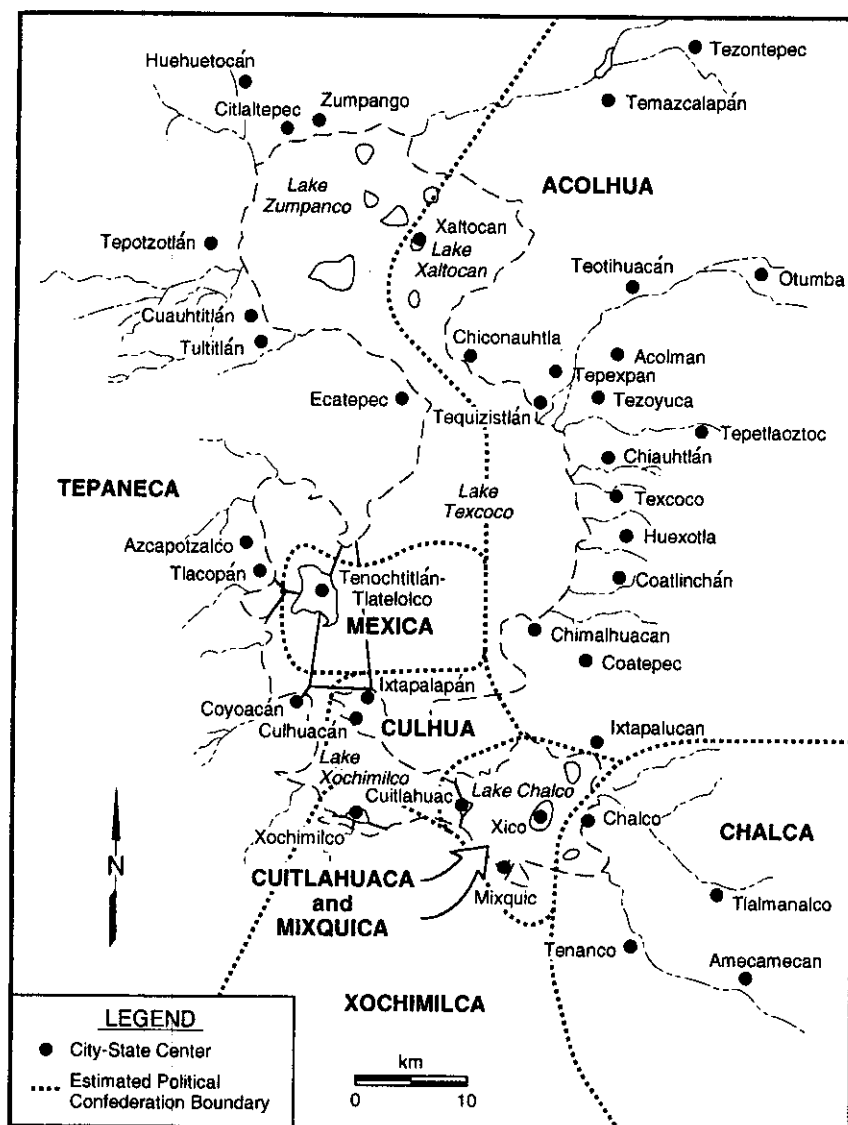 Tezontepec
Huehuetocán
Citlaltepec
Zumpango
Temazcalapán
Lake
Zumpanco
ACOLHUA
Tepotzotlán
Xaltocan
Lake
Xaltocan
Teotihuacán
Otumba
Cuauhtitlán
Tultitlán
Chiconauhtla
Acolman
Tepexpan
Ecatepec
Tequizistlán
Tezoyuca
Tepetlaoztoc
Chiauhtlán
TEPANECA
Lake
Texcoco
Texcoco
Azcapotzalco
Huexotla
Tlacopán
Tenochtitlán-
Tlatelolco
Coatlinchán
MEXICA
Chimalhuacan
Coatepec
Ixtapalapán
Coyoacán
Culhuacán
CULHUA
Ixtapalucan
Lake
Xochimilco
Cuitlahuac
Lake Chalco
Xochimilco
Xico
Chalco
CHALCA
N
CUITLAHUACA
and
MIXQUICA
Mixquic
Tlalmanalco
Tenanco
Amecamecan
XOCHIMILCA
LEGEND
City-State Center
Estimated Political
Confederation Boundary
km
0 10